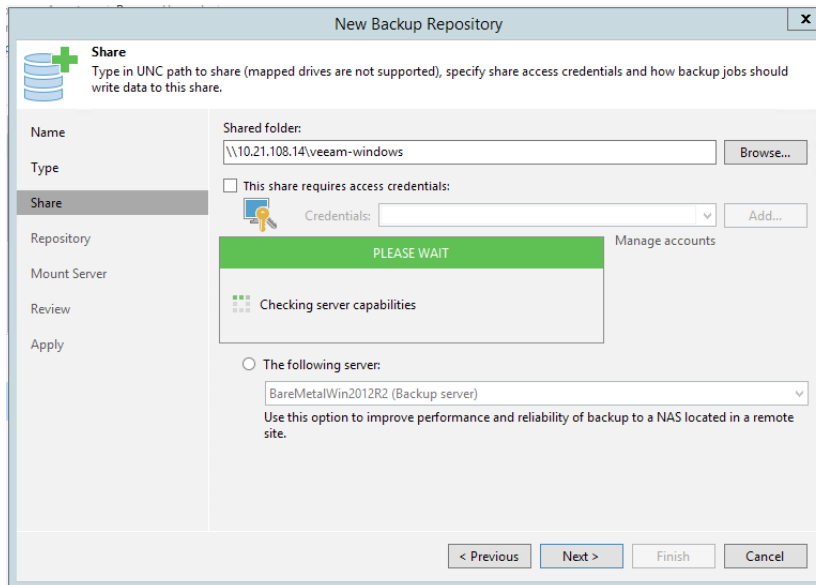 New Backup Repository
x
Share
Type in UNC path to share (mapped drives are not supported), specify share access credentials and how backup jobs should
write data to this share.
Name
Type
Share
Repository
Mount Server
Review
Apply
Shared folder:
\\10.21.108.14\veeam-windows
Browse...
This share requires access credentials:
Credentials:
Add...
Manage accounts
PLEASE WAIT
Checking server capabilities
The following server:
BareMetalWin2012R2 (Backup server)
Use this option to improve performance and reliability of backup to a NAS located in a remote
site.
< Previous
Next >
Finish
Cancel